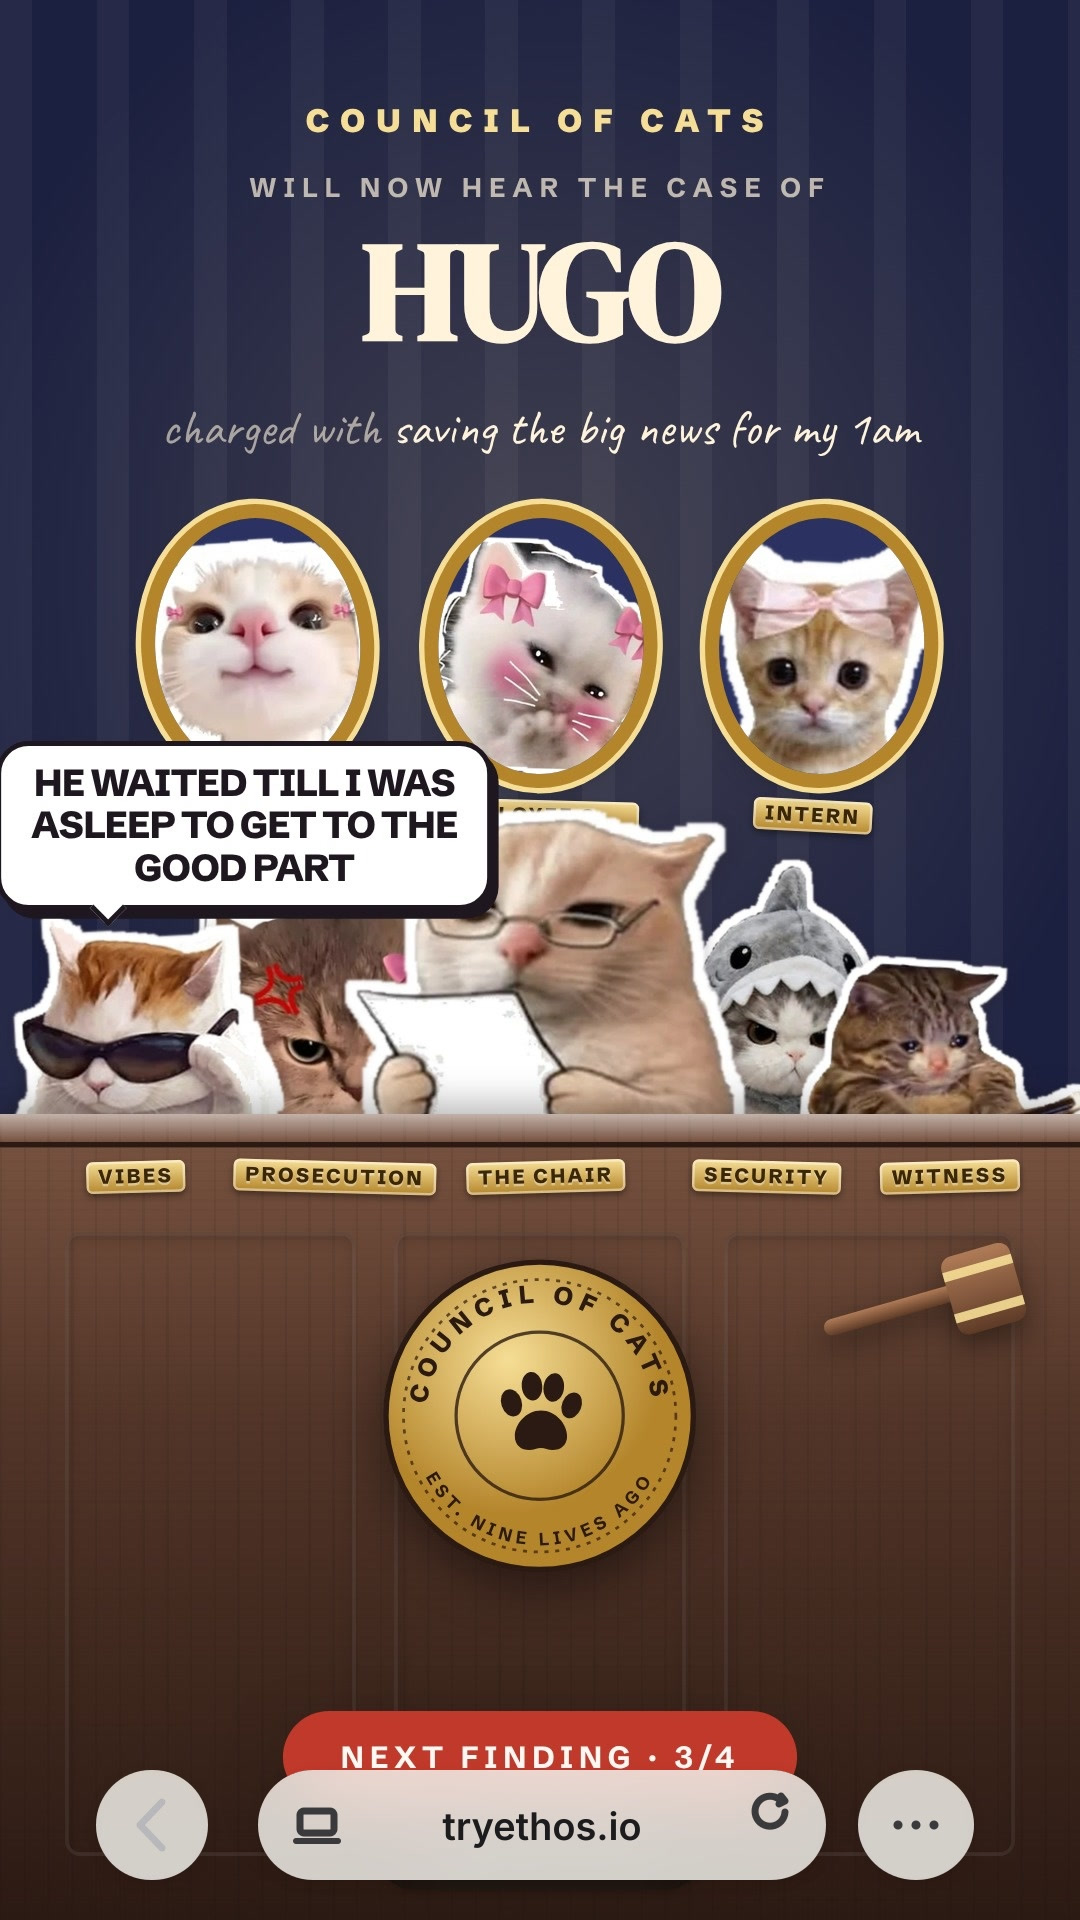 COUNCIL OF CATS
WILL NOW HEAR THE CASE OF
HUGO
charged with saving the big news for my 1am
HE WAITED TILL I WAS
ASLEEP TO GET TO THE
GOOD PART
INTERN
VIBES
PROSECUTION
THE CHAIR
SECURITY
WITNESS
COUNCIL OF CATS
EST. NINE LIVES AGO
NEXT FINDING · 3/4
tryethos.io